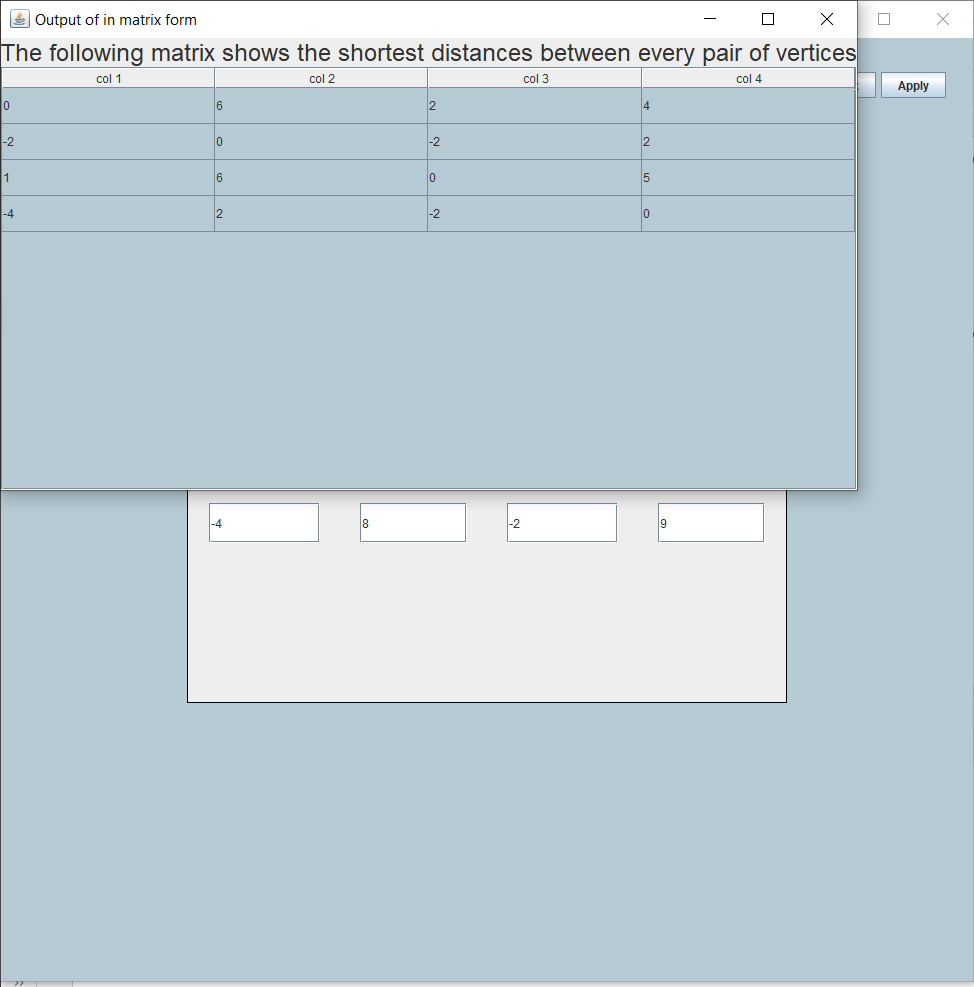 Output of in matrix form
The following matrix shows the shortest distances between every pair of vertices
col 1 col 2 col 3 col 4
0 6 2 4
-2 0 -2 2
1 6 0 5
-4 2 -2 0
Apply
-4 8 -2 9